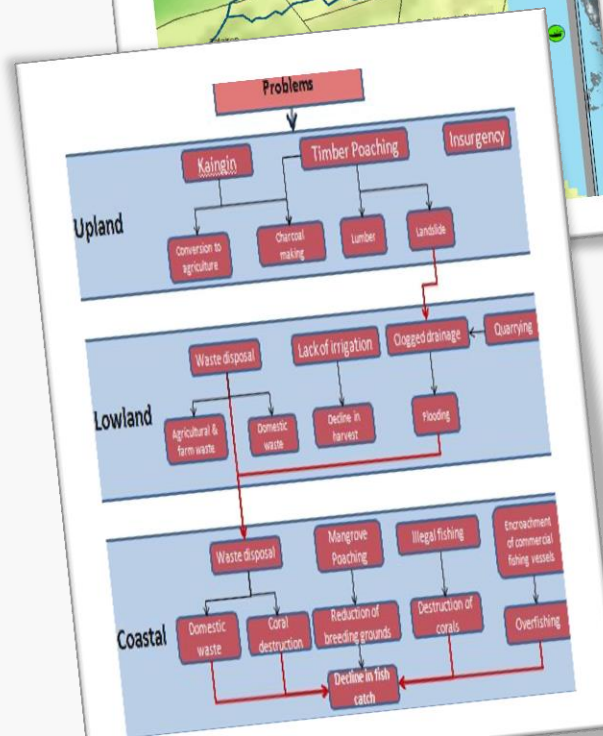 Problems
Upland
Kaingin
Timber Poaching
Insurgency
Conversion to
agriculture
Charcoal
making
Lumber
Landslide
Lowland
Waste disposal
Lack of irrigation
Clogged drainage
Quarrying
Agricultural &
farm waste
Domestic
waste
Decline in
harvest
Flooding
Coastal
Waste disposal
Mangrove
Poaching
Illegal fishing
Encroachment
of commercial
fishing vessels
Domestic
waste
Coral
destruction
Reduction of
breeding grounds
Destruction of
corals
Overfishing
Decline in fish
catch